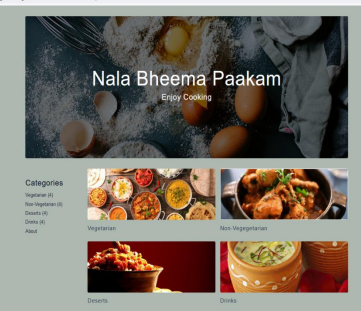 Nala Bheema Paakam
Enjoy Cooking
Categories
Vegetarian (4)
Non-Vegetarian (4)
Desserts (4)
Drinks (4)
About
Vegetarian
Non-Vegegetarian
Deserts
Drinks